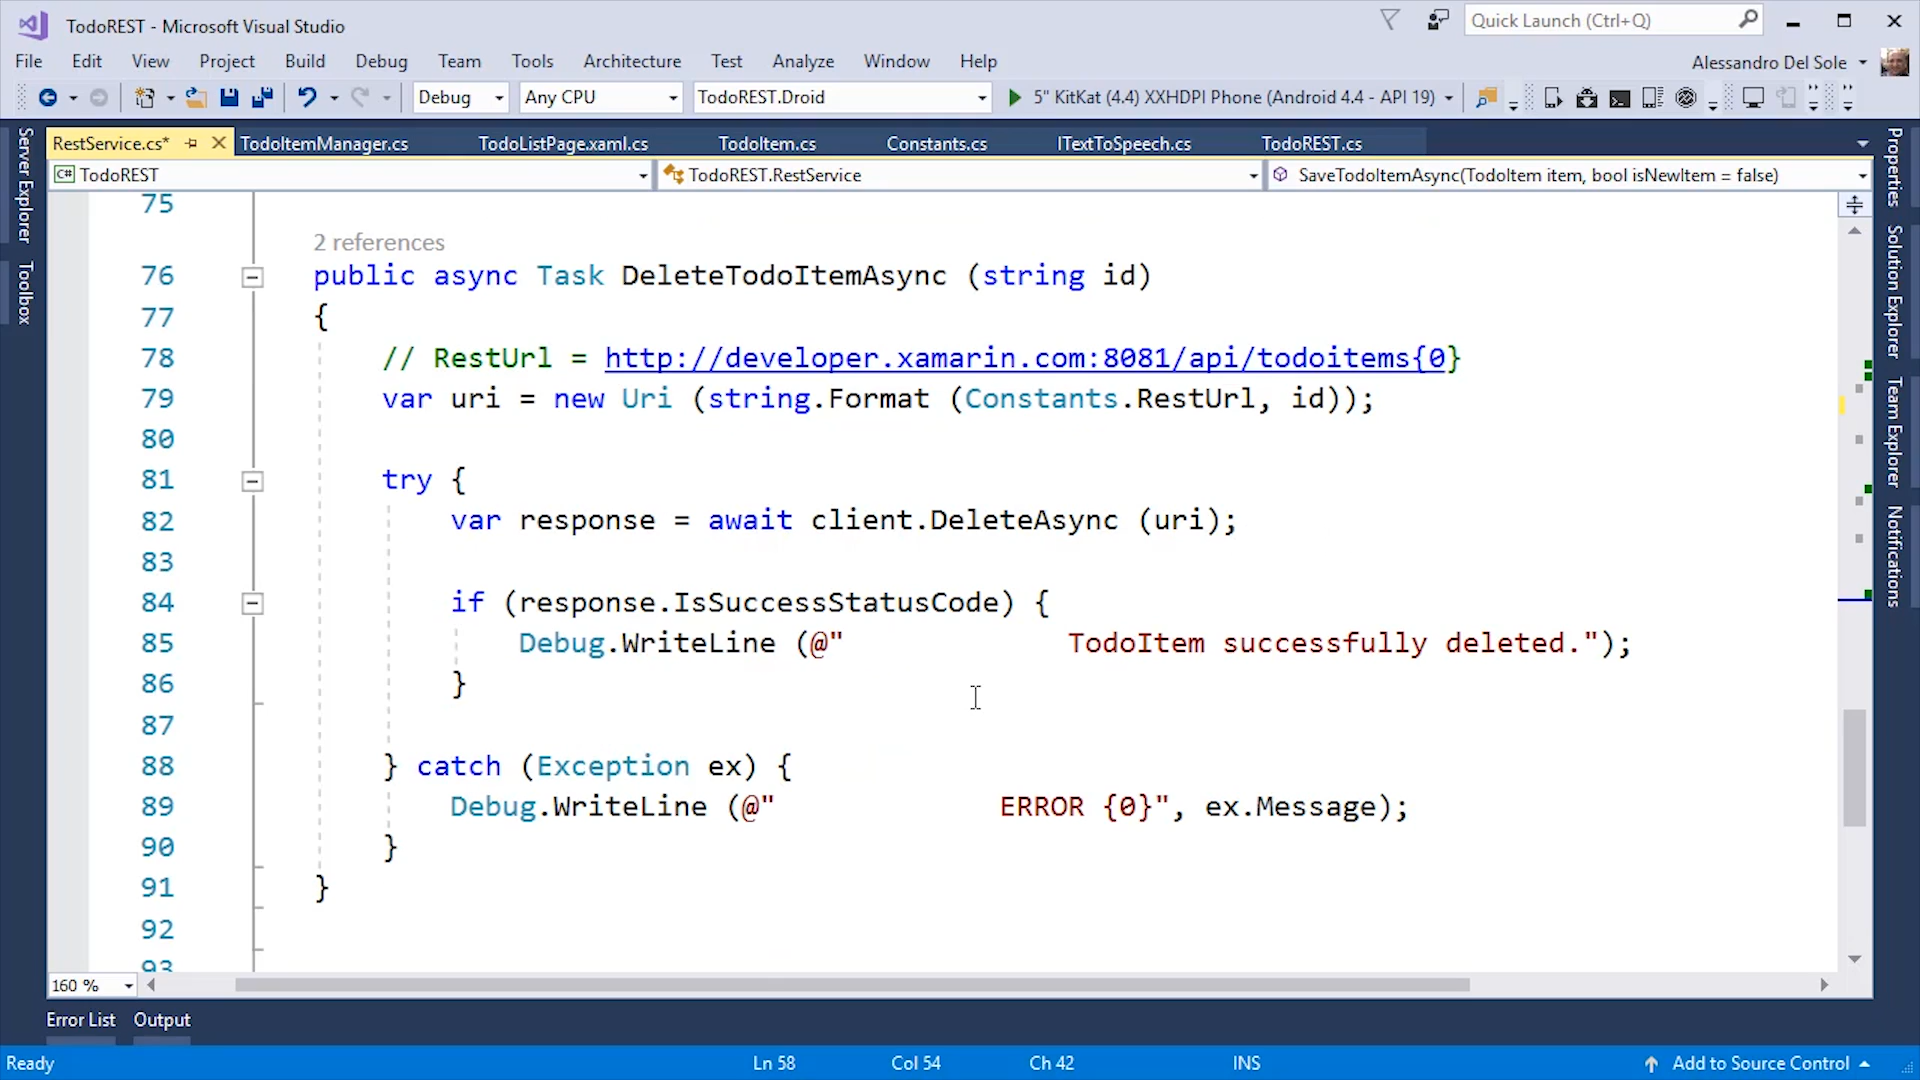 TodoREST - Microsoft Visual Studio
Quick Launch (Ctrl+Q)
File Edit View Project Build Debug Team Tools Architecture Test Analyze Window Help
Alessandro Del Sole
Debug Any CPU TodoREST.Droid 5" KitKat (4.4) XXHDPI Phone (Android 4.4 - API 19)
RestService.cs* TodoItemManager.cs TodoListPage.xaml.cs TodoItem.cs Constants.cs ITextToSpeech.cs TodoREST.cs
C# TodoREST TodoREST.RestService SaveTodoItemAsync(TodoItem item, bool isNewItem = false)
Server Explorer
Toolbox
75
2 references
76 public async Task DeleteTodoItemAsync (string id)
77 {
78 // RestUrl = http://developer.xamarin.com:8081/api/todoitems{0}
79 var uri = new Uri (string.Format (Constants.RestUrl, id));
80
81 try {
82 var response = await client.DeleteAsync (uri);
83
84 if (response.IsSuccessStatusCode) {
85 Debug.WriteLine (@" TodoItem successfully deleted.");
86 }
87
88 } catch (Exception ex) {
89 Debug.WriteLine (@" ERROR {0}", ex.Message);
90 }
91 }
92
93
Properties
Solution Explorer
Team Explorer
Notifications
160 %
Error List Output
Ready Ln 58 Col 54 Ch 42 INS Add to Source Control